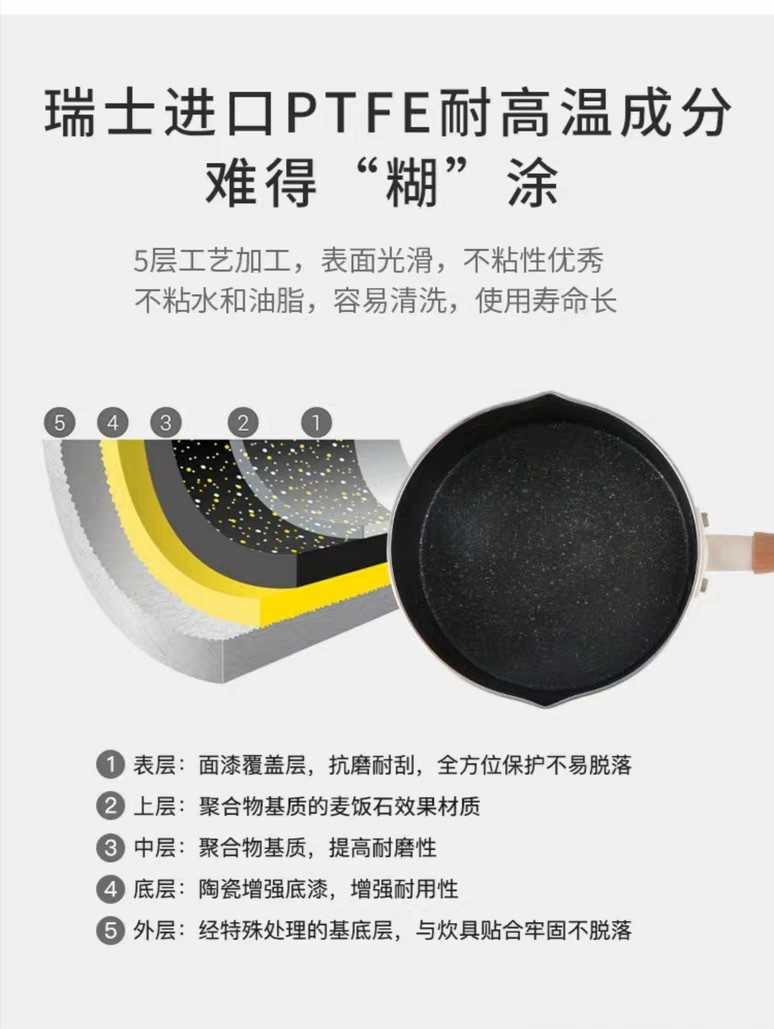 瑞士进口PTFE耐高温成分
难得“糊”涂
5层工艺加工，表面光滑，不粘性优秀
不粘水和油脂，容易清洗，使用寿命长
5 4 3 2 1
1 表层：面漆覆盖层，抗磨耐刮，全方位保护不易脱落
2 上层：聚合物基质的麦饭石效果材质
3 中层：聚合物基质，提高耐磨性
4 底层：陶瓷增强底漆，增强耐用性
5 外层：经特殊处理的基底层，与炊具贴合牢固不脱落